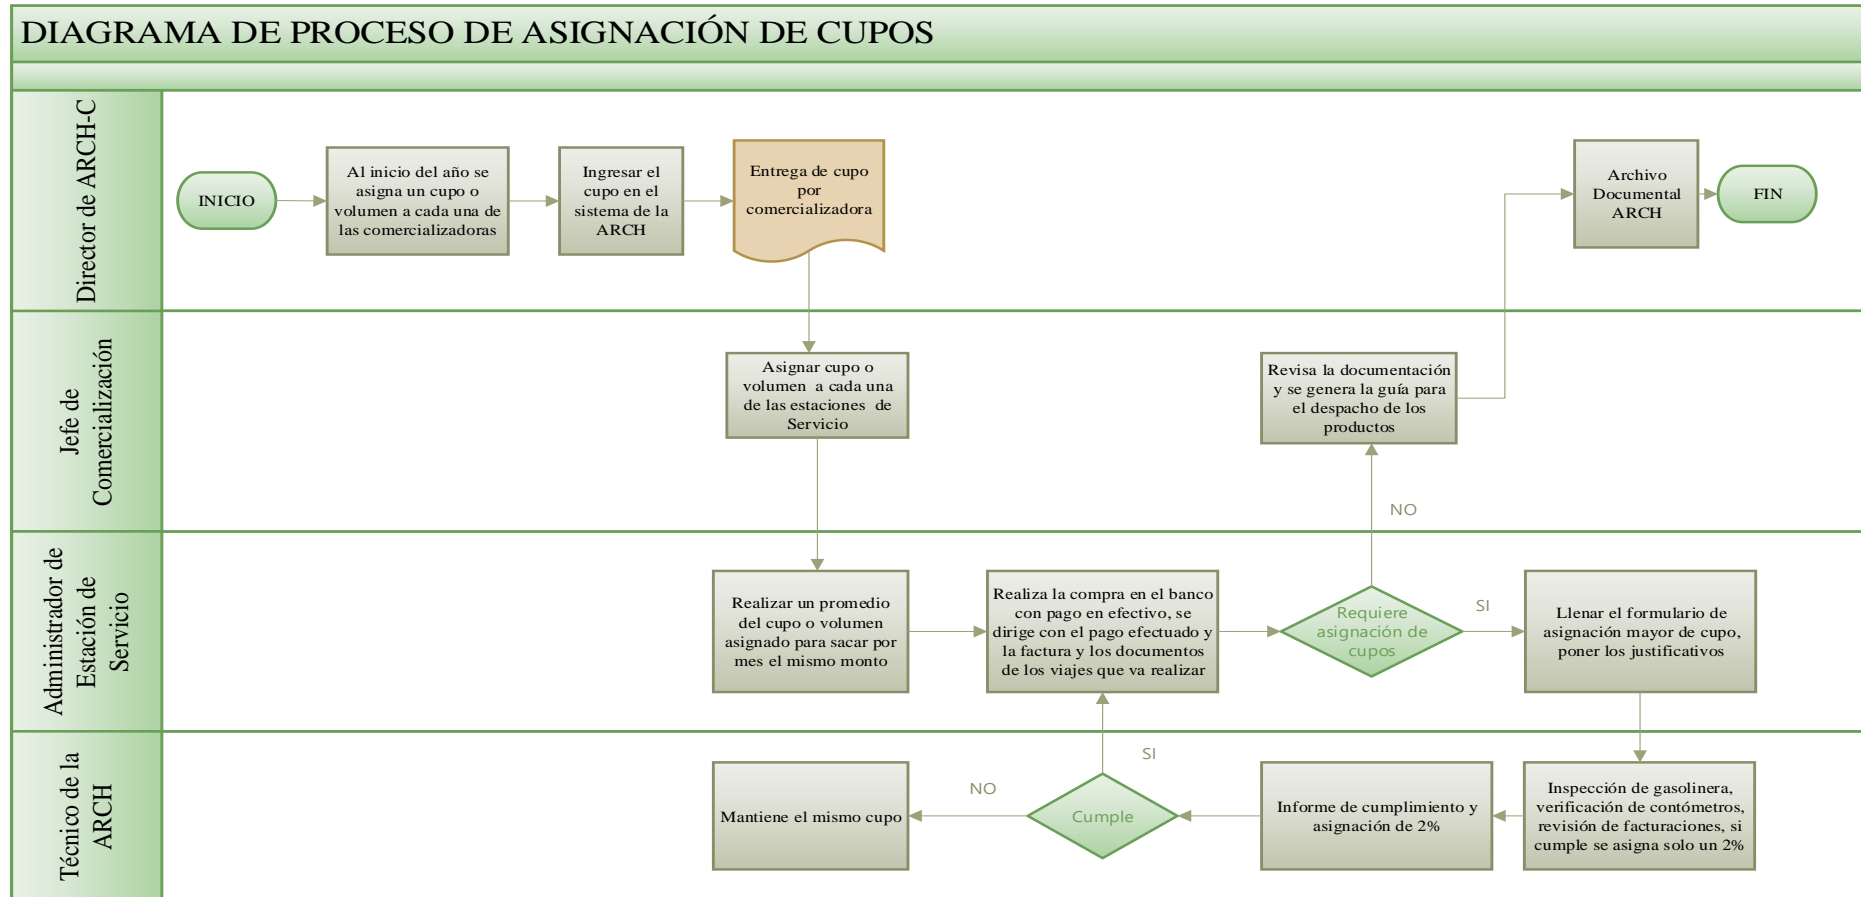 DIAGRAMA DE PROCESO DE ASIGNACIÓN DE CUPOS
Director de ARCH-C
INICIO
Al inicio del año se
asigna un cupo o
volumen a cada una de
las comercializadoras
Ingresar el
cupo en el
sistema de la
ARCH
Entrega de cupo
por
comercializadora
Archivo
Documental
ARCH
FIN
Jefe de
Comercialización
Asignar cupo o
volumen a cada una
de las estaciones de
Servicio
Revisa la documentación
y se genera la guía para
el despacho de los
productos
NO
Administrador de
Estación de
Servicio
Realizar un promedio
del cupo o volumen
asignado para sacar por
mes el mismo monto
Realiza la compra en el banco
con pago en efectivo, se
dirige con el pago efectuado y
la factura y los documentos
de los viajes que va realizar
Requiere
asignación de
cupos
SI
Llenar el formulario de
asignación mayor de cupo,
poner los justificativos
Técnico de la
ARCH
Mantiene el mismo cupo
NO
Cumple
SI
Informe de cumplimiento y
asignación de 2%
Inspección de gasolinera,
verificación de contómetros,
revisión de facturaciones, si
cumple se asigna solo un 2%